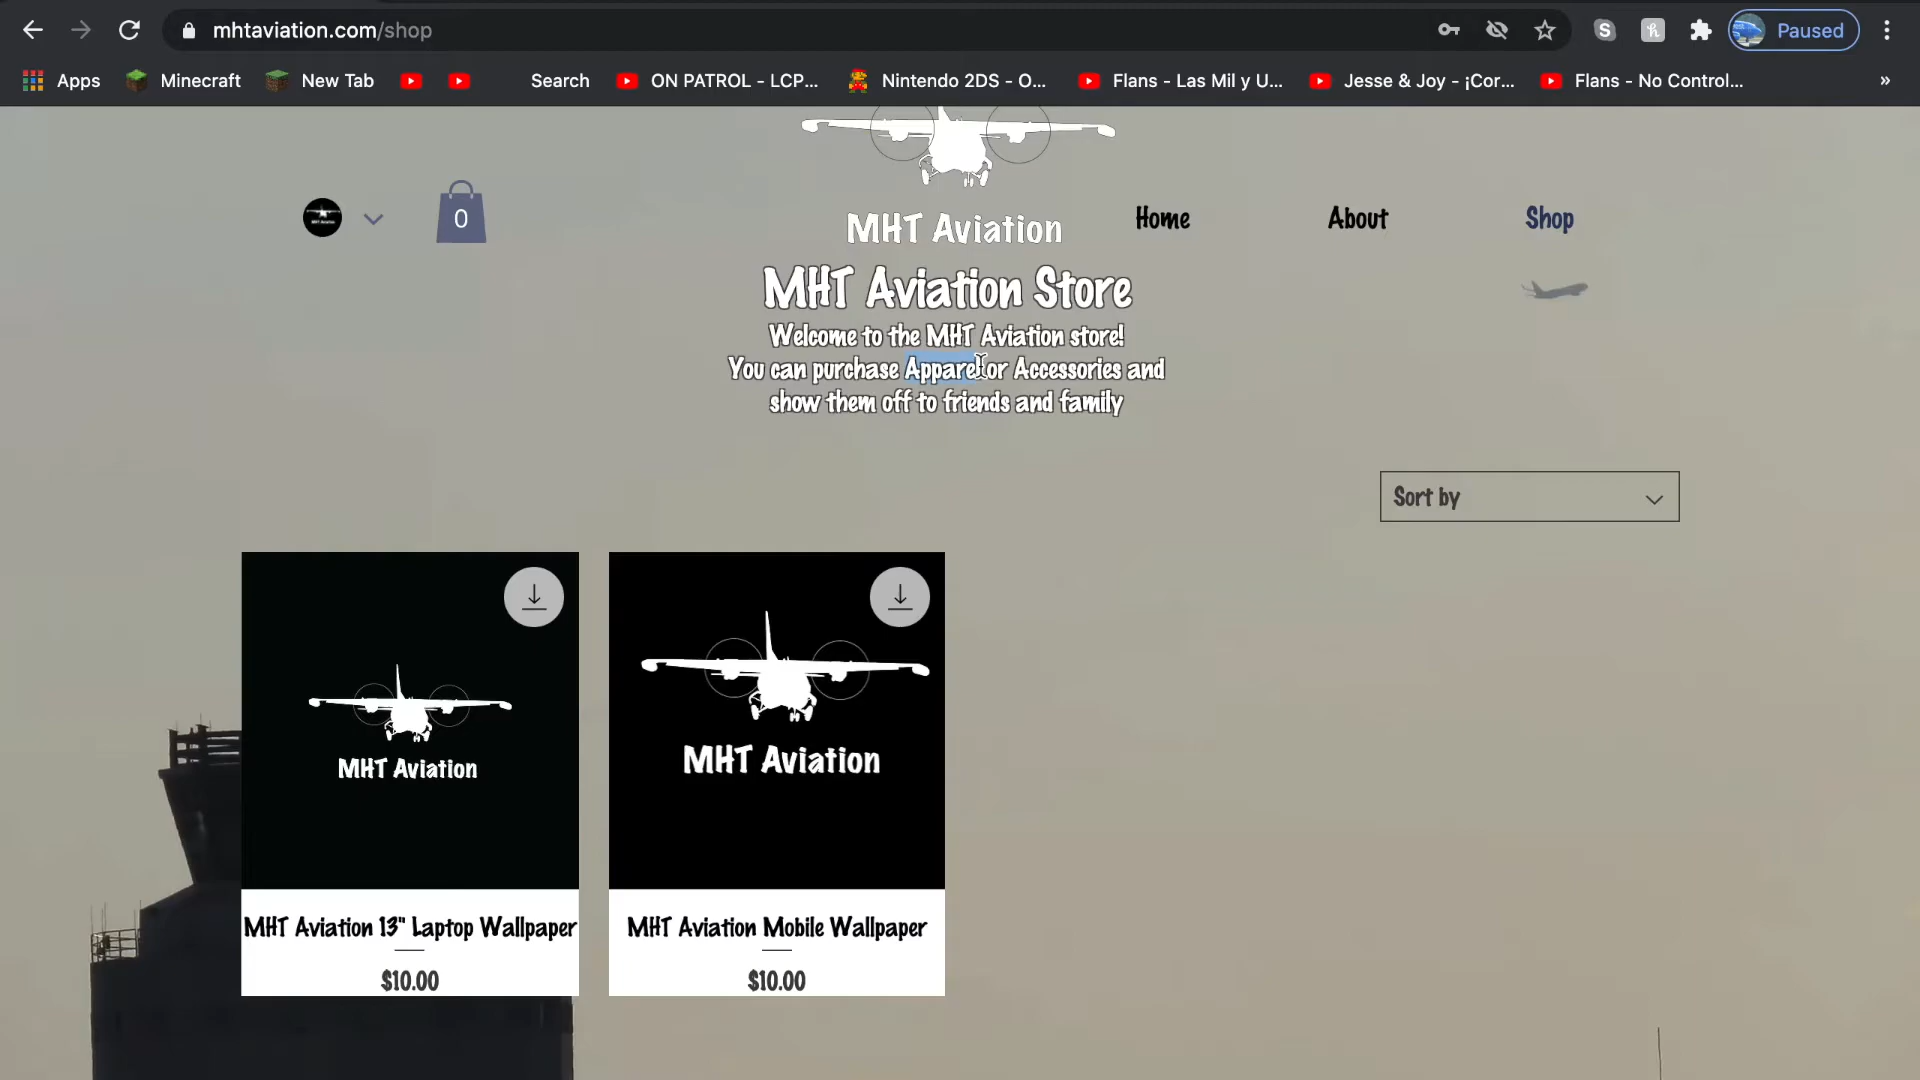 mhtaviation.com/shop
Paused
Apps
Minecraft
New Tab
Search
ON PATROL - LCP...
Nintendo 2DS - O...
Flans - Las Mil y U...
Jesse & Joy - ¡Cor...
Flans - No Control...
»
0
MHT Aviation
Home
About
Shop
MHT Aviation Store
Welcome to the MHT Aviation store!
You can purchase Apparel or Accessories and
show them off to friends and family
Sort by
MHT Aviation
MHT Aviation
MHT Aviation 13" Laptop Wallpaper
$10.00
MHT Aviation Mobile Wallpaper
$10.00